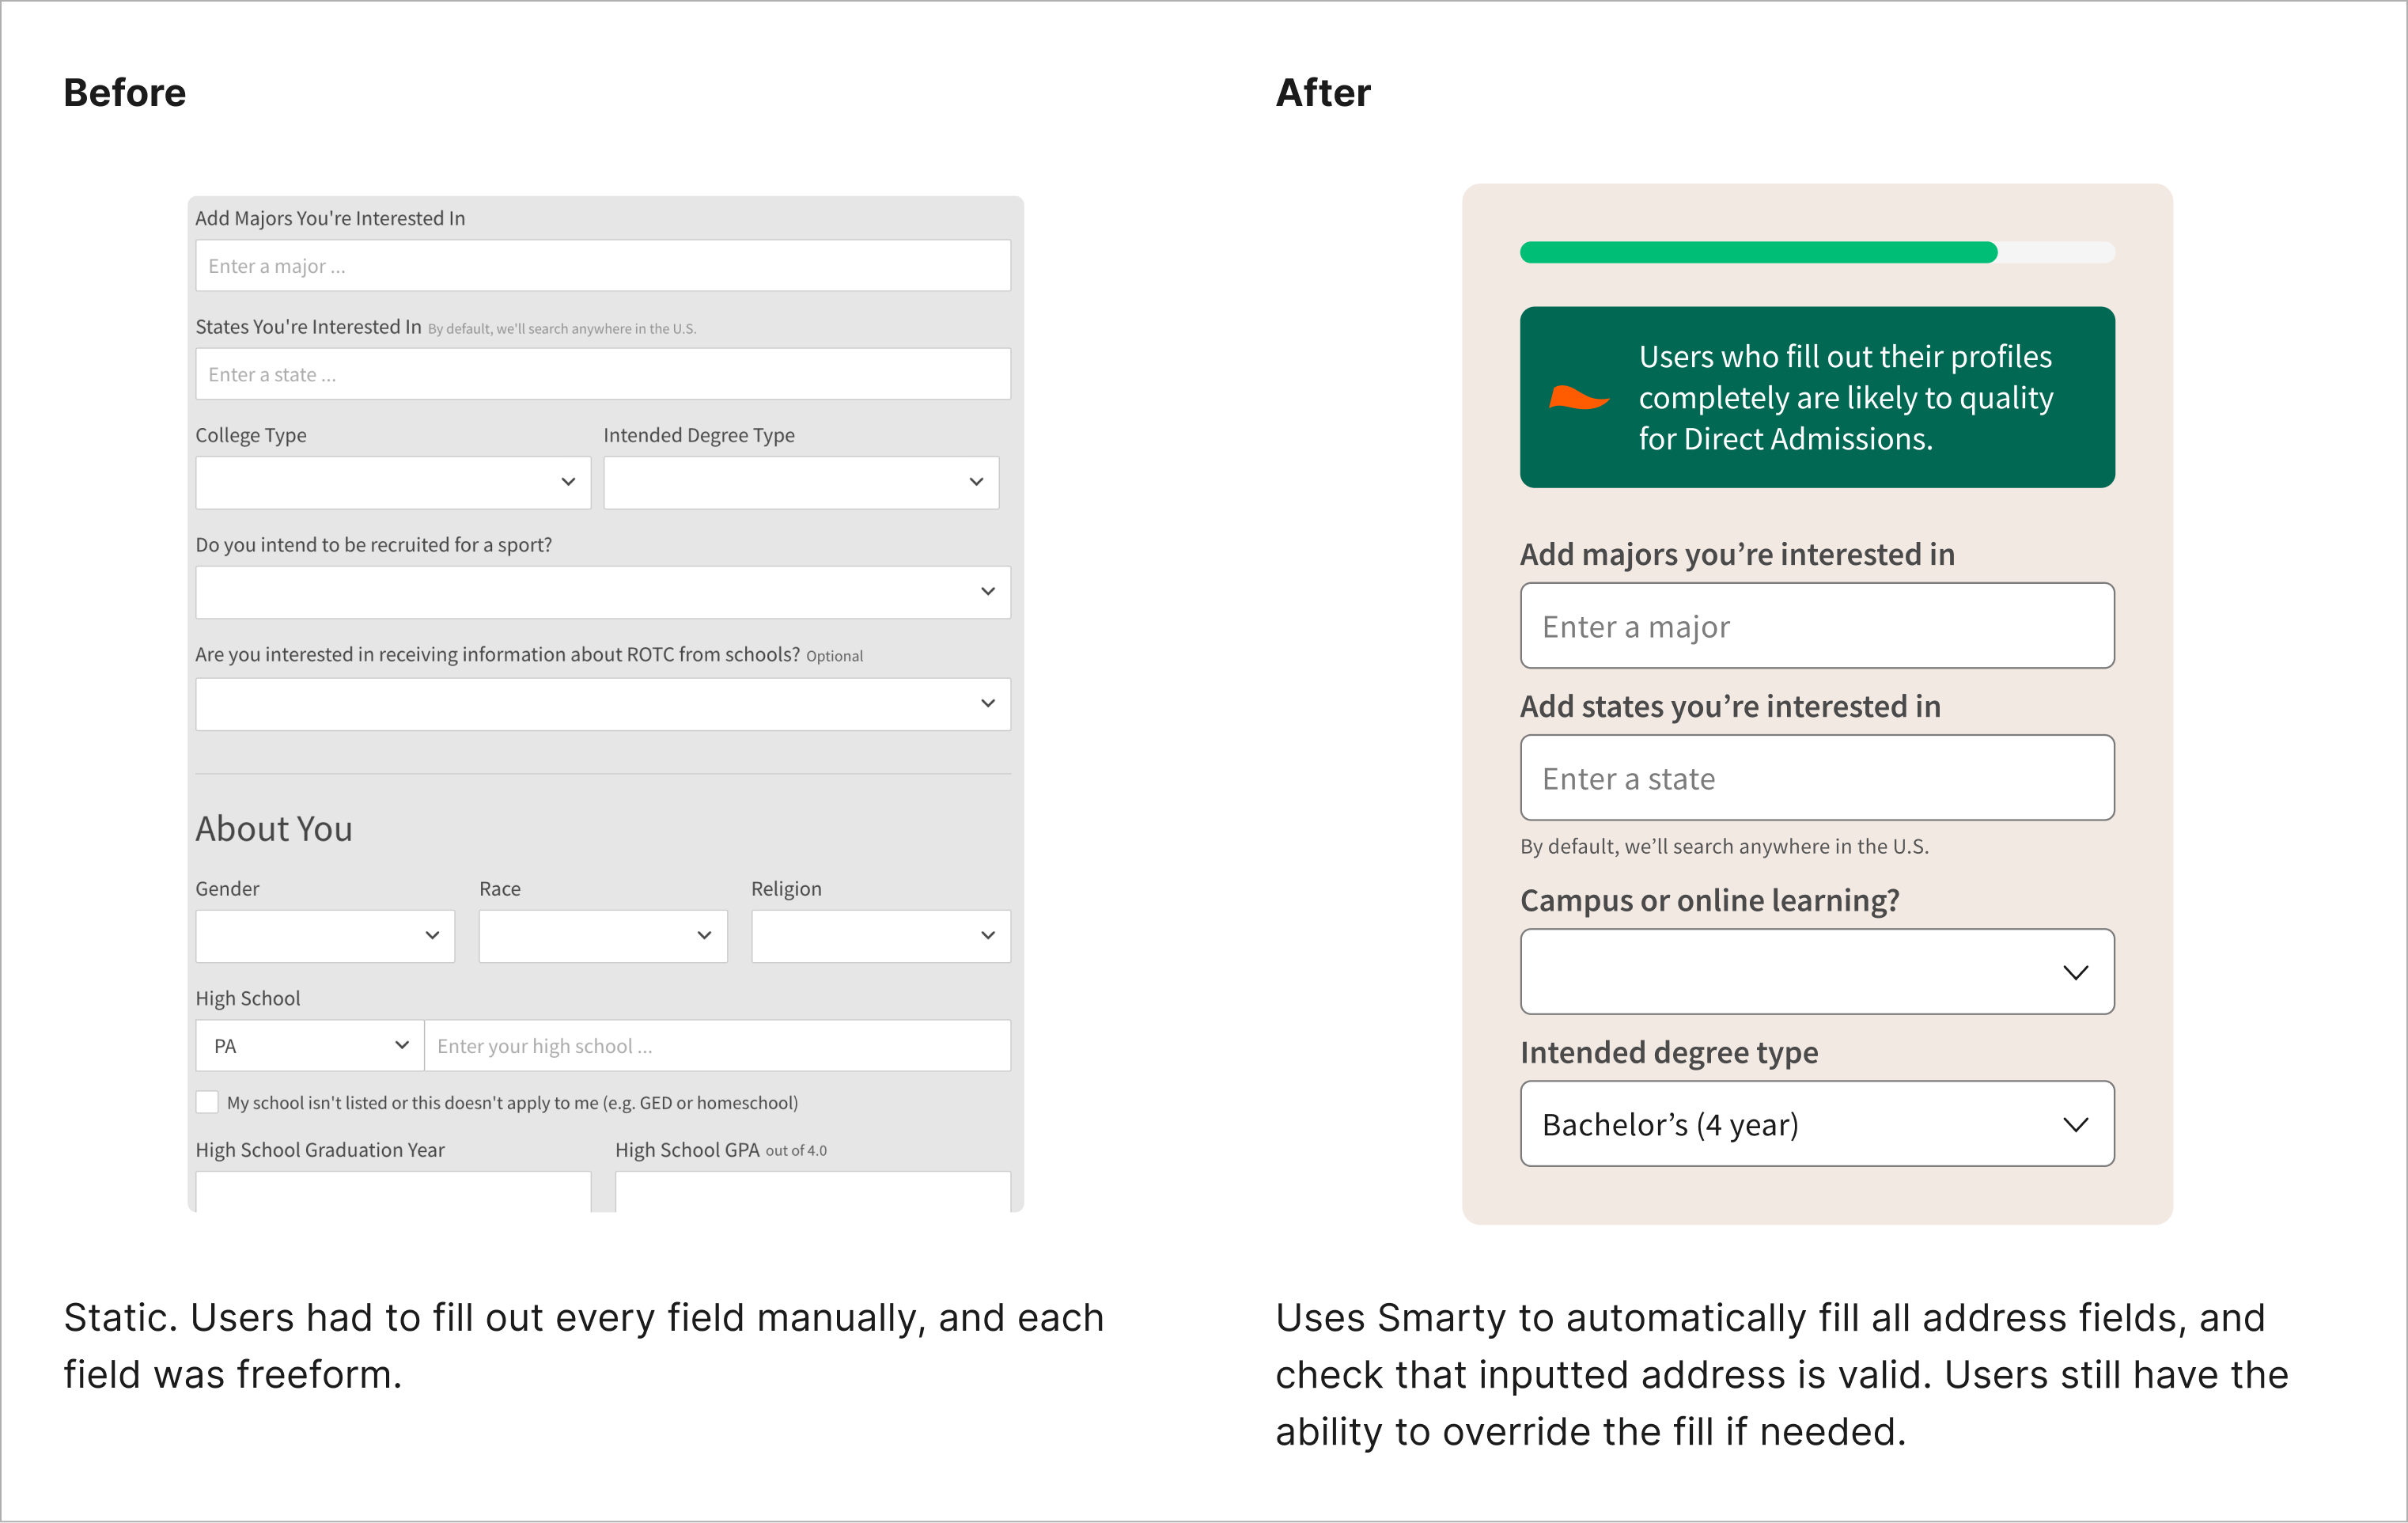 Before
Add Majors You're Interested In
Enter a major ...
States You're Interested In By default, we'll search anywhere in the U.S.
Enter a state ...
College Type Intended Degree Type
Do you intend to be recruited for a sport?
Are you interested in receiving information about ROTC from schools? Optional
About You
Gender Race Religion
High School
PA Enter your high school ...
My school isn't listed or this doesn't apply to me (e.g. GED or homeschool)
High School Graduation Year High School GPA out of 4.0
Static. Users had to fill out every field manually, and each
field was freeform.
After
Users who fill out their profiles
completely are likely to quality
for Direct Admissions.
Add majors you’re interested in
Enter a major
Add states you’re interested in
Enter a state
By default, we’ll search anywhere in the U.S.
Campus or online learning?
Intended degree type
Bachelor’s (4 year)
Uses Smarty to automatically fill all address fields, and
check that inputted address is valid. Users still have the
ability to override the fill if needed.